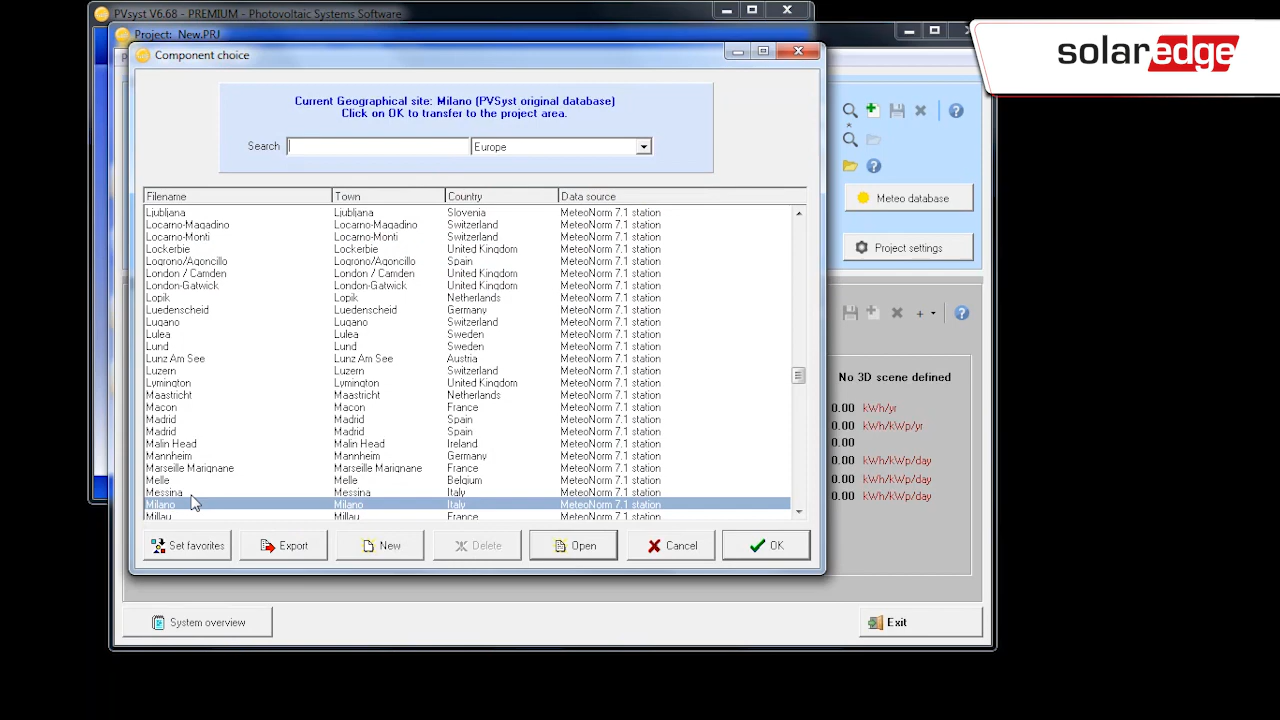 PVsyst V6.68 - PREMIUM - Photovoltaic Systems Software
Project: New.PRJ
solaredge
Component choice
Current Geographical site: Milano (PVSyst original database)
Click on OK to transfer to the project area.
Search Europe
Filename Town Country Data source
Ljubljana Ljubljana Slovenia MeteoNorm 7.1 station
Locarno-Magadino Locarno-Magadino Switzerland MeteoNorm 7.1 station
Locarno-Monti Locarno-Monti Switzerland MeteoNorm 7.1 station
Lockerbie Lockerbie United Kingdom MeteoNorm 7.1 station
Logrono/Agoncillo Logrono/Agoncillo Spain MeteoNorm 7.1 station
London / Camden London / Camden United Kingdom MeteoNorm 7.1 station
London-Gatwick London-Gatwick United Kingdom MeteoNorm 7.1 station
Lopik Lopik Netherlands MeteoNorm 7.1 station
Luedenscheid Luedenscheid Germany MeteoNorm 7.1 station
Lugano Lugano Switzerland MeteoNorm 7.1 station
Lulea Lulea Sweden MeteoNorm 7.1 station
Lund Lund Sweden MeteoNorm 7.1 station
Lunz Am See Lunz Am See Austria MeteoNorm 7.1 station
Luzern Luzern Switzerland MeteoNorm 7.1 station
Lymington Lymington United Kingdom MeteoNorm 7.1 station
Maastricht Maastricht Netherlands MeteoNorm 7.1 station
Macon Macon France MeteoNorm 7.1 station
Madrid Madrid Spain MeteoNorm 7.1 station
Madrid Madrid Spain MeteoNorm 7.1 station
Malin Head Malin Head Ireland MeteoNorm 7.1 station
Mannheim Mannheim Germany MeteoNorm 7.1 station
Marseille Marignane Marseille Marignane France MeteoNorm 7.1 station
Melle Melle Belgium MeteoNorm 7.1 station
Messina Messina Italy MeteoNorm 7.1 station
Milano Milano Italy MeteoNorm 7.1 station
Millau Millau France MeteoNorm 7.1 station
Set favorites Export New Delete Open Cancel OK
Meteo database
Project settings
No 3D scene defined
0.00 kWh/yr
0.00 kWh/kWp/yr
0.00
0.00 kWh/kWp/day
0.00 kWh/kWp/day
0.00 kWh/kWp/day
System overview
Exit